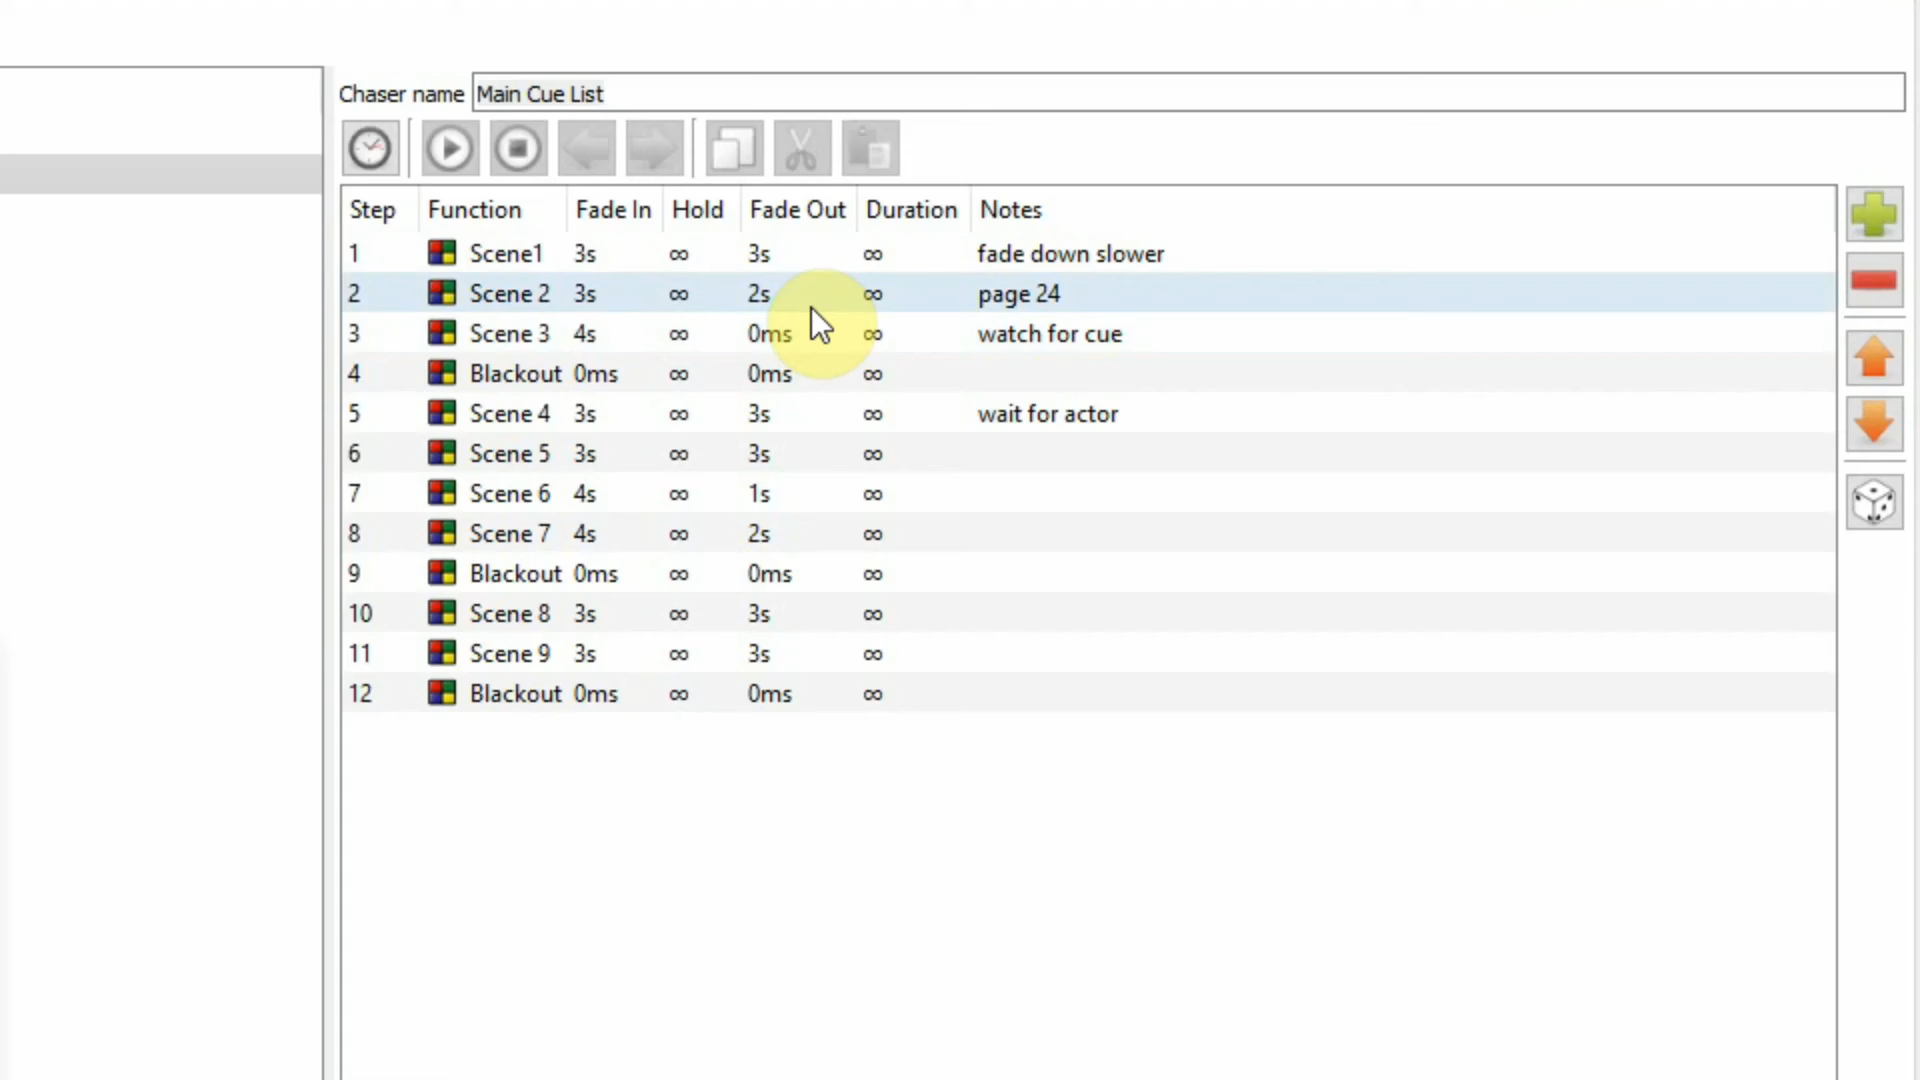 Chaser name Main Cue List
Step Function Fade In Hold Fade Out Duration Notes
1 Scene1 3s ∞ 3s ∞ fade down slower
2 Scene 2 3s ∞ 2s ∞ page 24
3 Scene 3 4s ∞ 0ms ∞ watch for cue
4 Blackout 0ms ∞ 0ms ∞
5 Scene 4 3s ∞ 3s ∞ wait for actor
6 Scene 5 3s ∞ 3s ∞
7 Scene 6 4s ∞ 1s ∞
8 Scene 7 4s ∞ 2s ∞
9 Blackout 0ms ∞ 0ms ∞
10 Scene 8 3s ∞ 3s ∞
11 Scene 9 3s ∞ 3s ∞
12 Blackout 0ms ∞ 0ms ∞